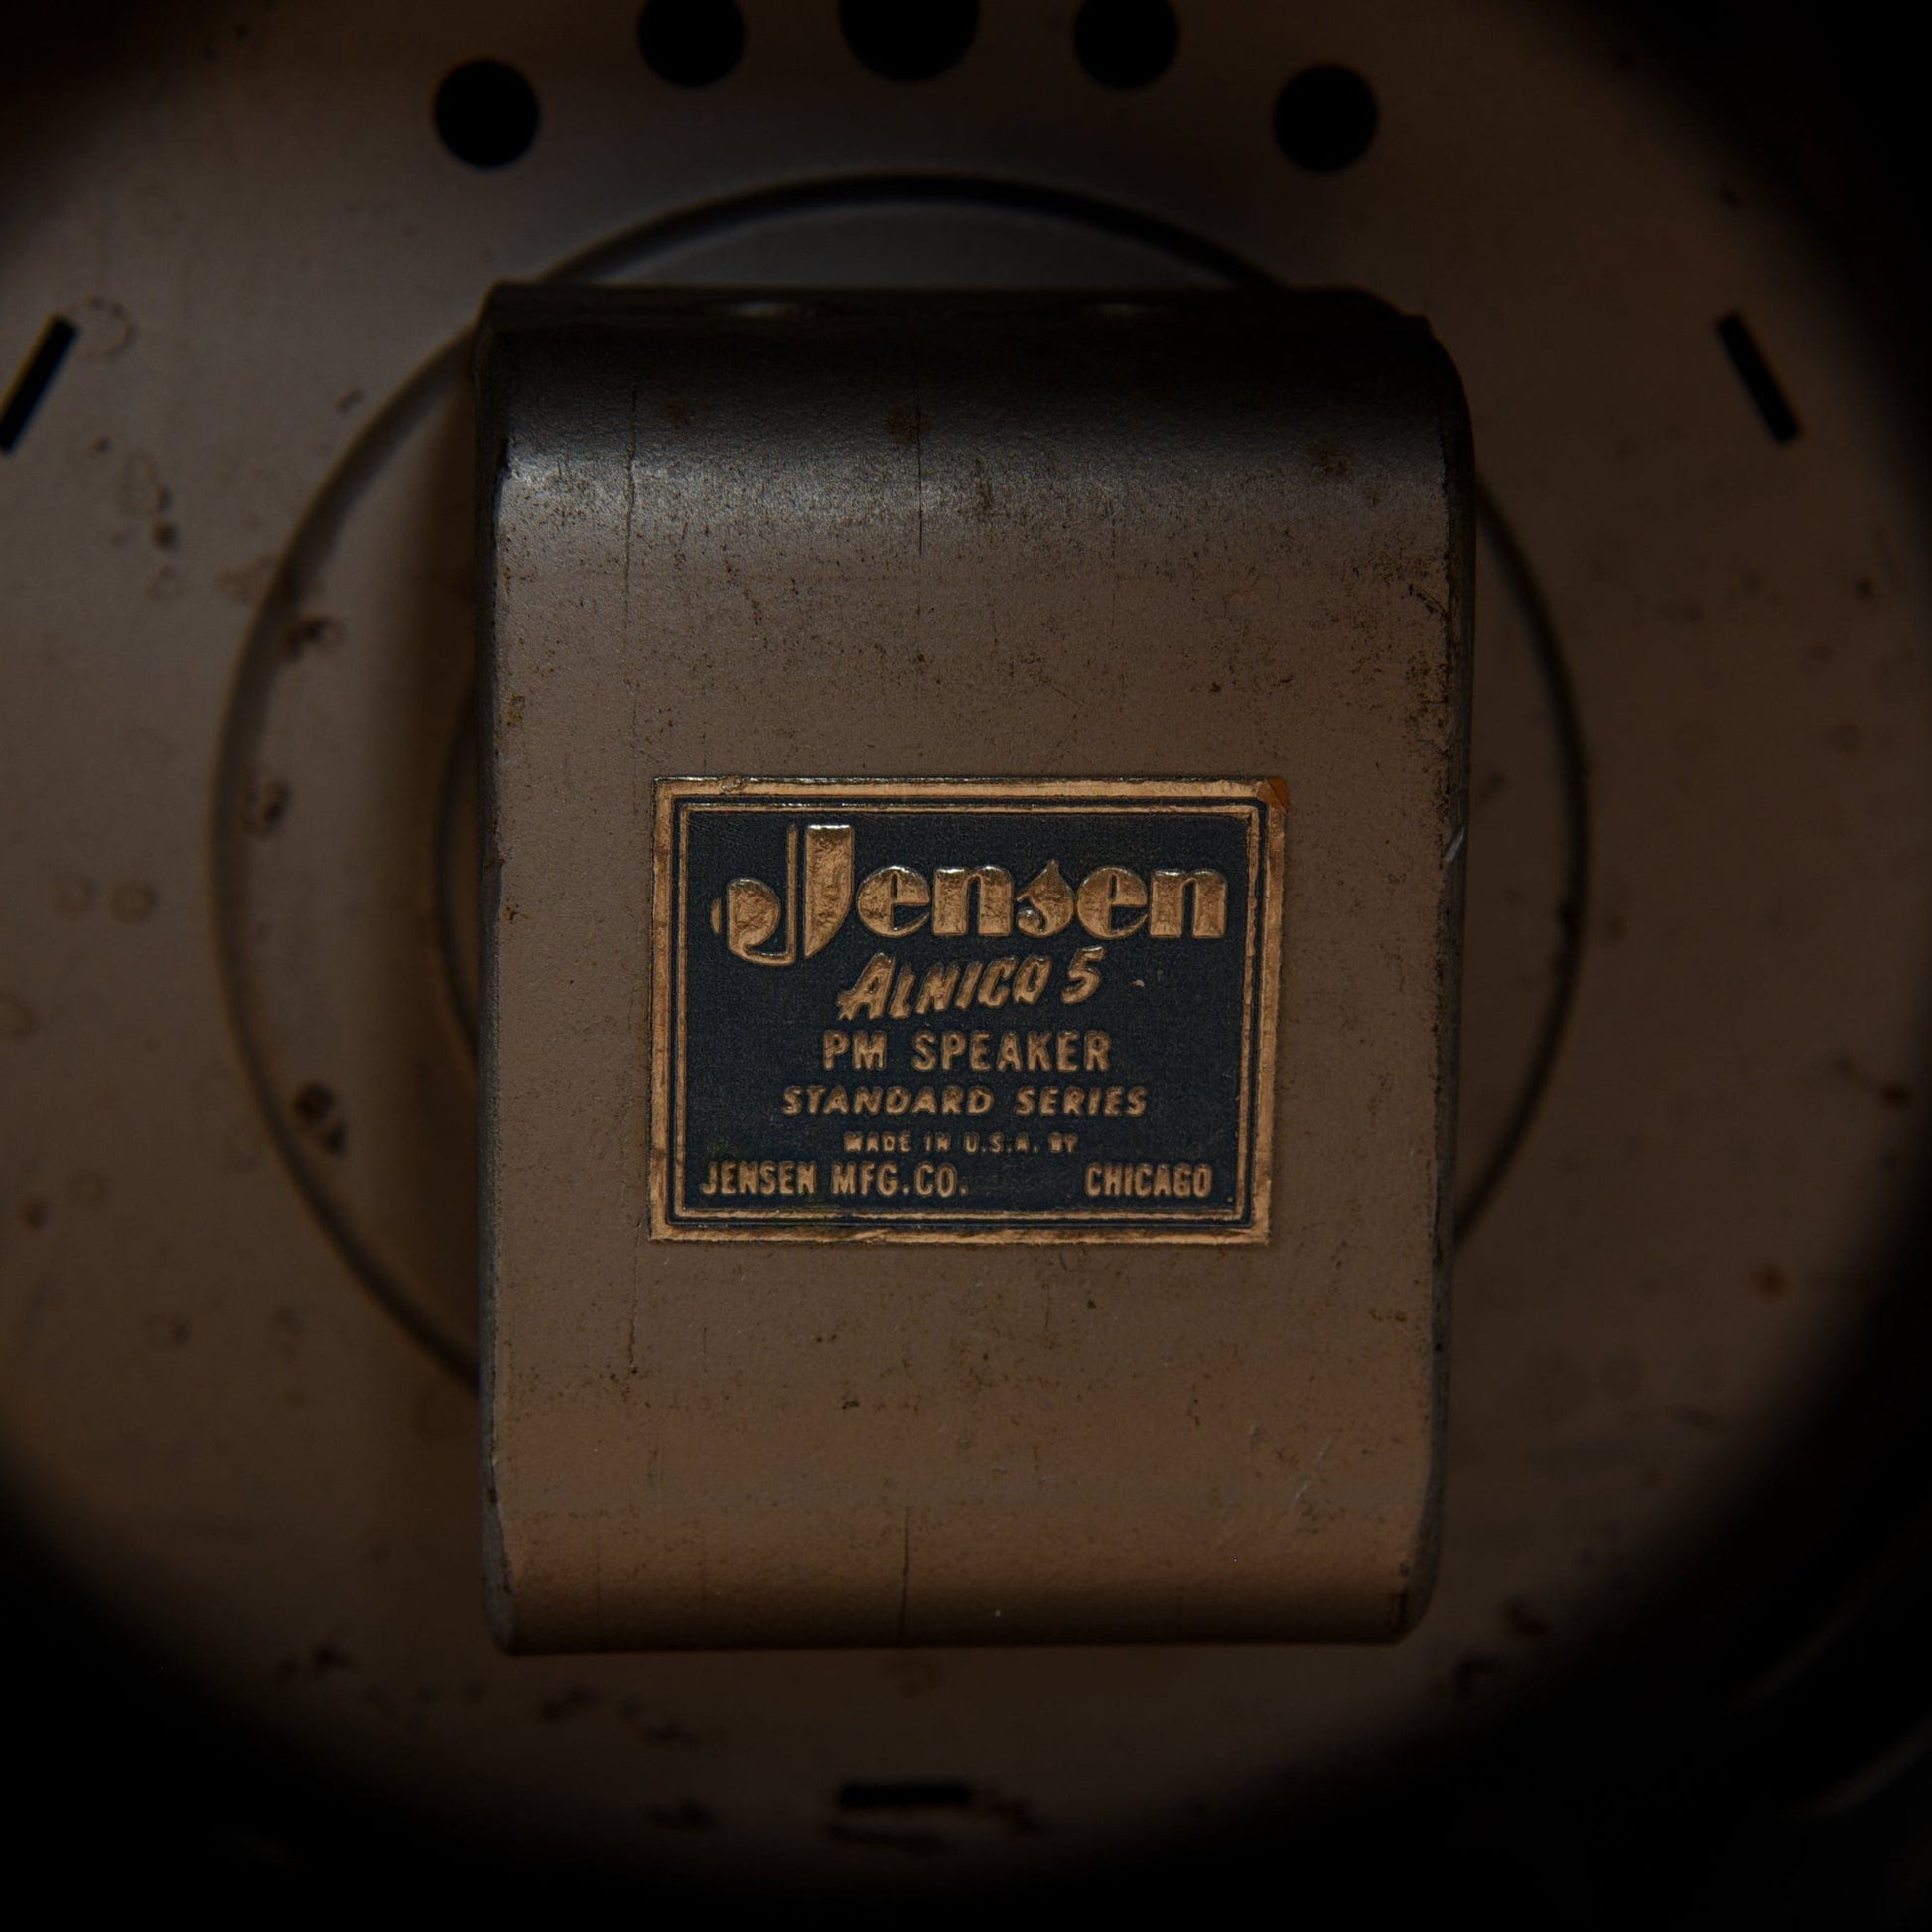 Jensen
ALNICO 5
PM SPEAKER
STANDARD SERIES
MADE IN U.S.A. BY
JENSEN MFG.CO. CHICAGO